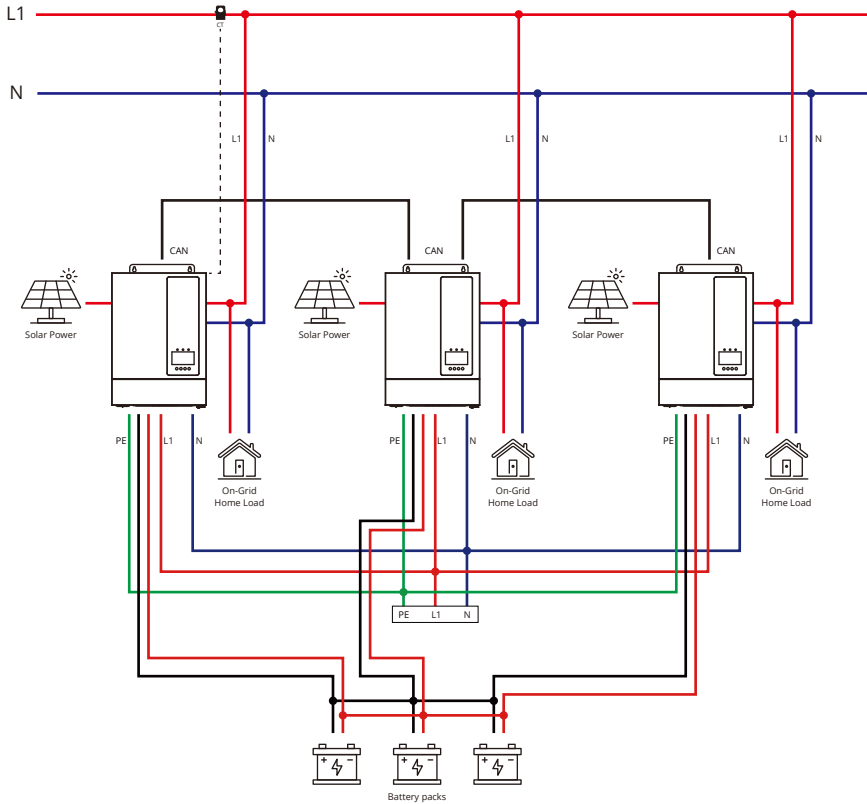 L1
CT
N
L1
N
L1
N
L1
N
CAN
CAN
CAN
Solar Power
Solar Power
Solar Power
PE
L1
N
PE
L1
N
PE
L1
N
On-Grid
Home Load
On-Grid
Home Load
On-Grid
Home Load
PE
L1
N
+
−
+
−
+
−
Battery packs